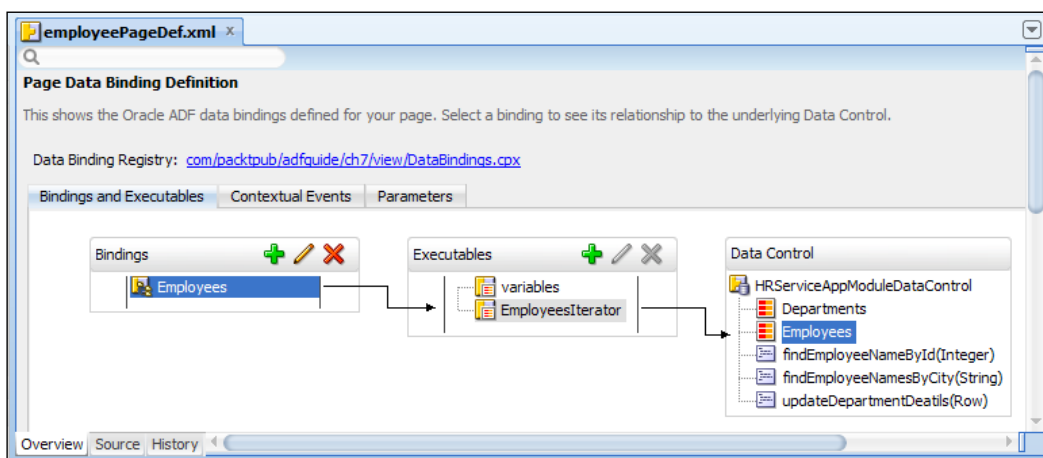 employeePageDef.xml x
Page Data Binding Definition
This shows the Oracle ADF data bindings defined for your page. Select a binding to see its relationship to the underlying Data Control.
Data Binding Registry: com/packtpub/adfguide/ch7/view/DataBindings.cpx
Bindings and Executables Contextual Events Parameters
Bindings Executables Data Control
Employees
variables
EmployeesIterator
HRServiceAppModuleDataControl
Departments
Employees
findEmployeeNameById(Integer)
findEmployeeNamesByCity(String)
updateDepartmentDeatils(Row)
Overview Source History